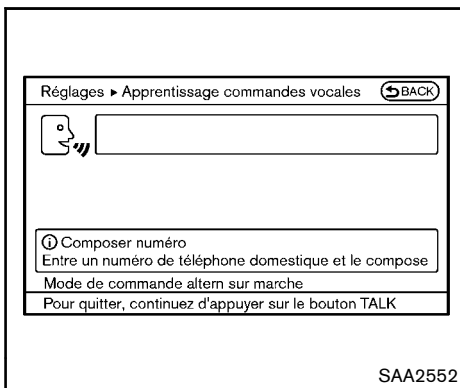 Réglages ▸ Apprentissage commandes vocales BACK
Composer numéro
Entre un numéro de téléphone domestique et le compose
Mode de commande altern sur marche
Pour quitter, continuez d'appuyer sur le bouton TALK
SAA2552